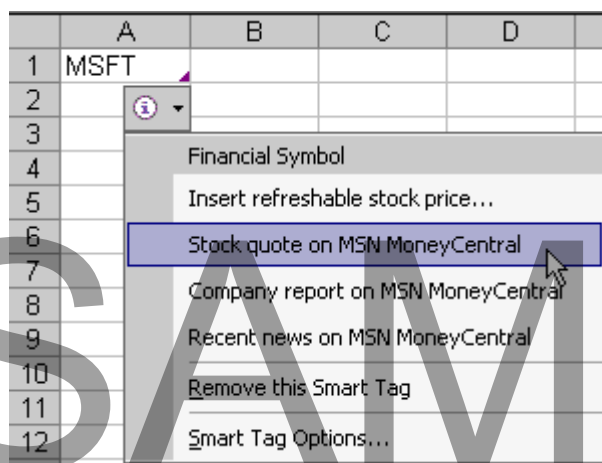 A B C D
1 MSFT
2
3
Financial Symbol
4
5 Insert refreshable stock price...
6 Stock quote on MSN MoneyCentral
7
8 Company report on MSN MoneyCentral
9 Recent news on MSN MoneyCentral
10 Remove this Smart Tag
11
12 Smart Tag Options...
SAM